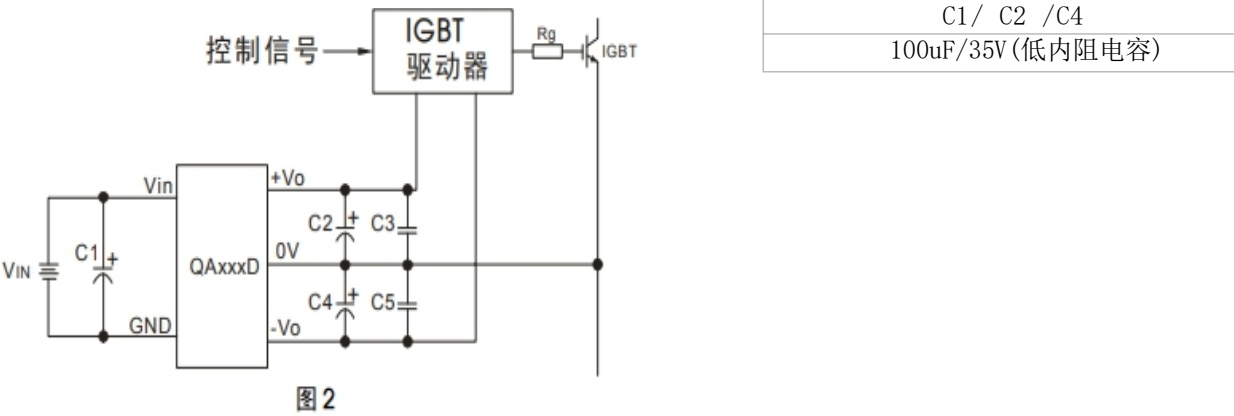 控制信号
IGBT
驱动器
Rg
IGBT
C1/ C2 /C4
100uF/35V(低内阻电容)
Vin
+Vo
C2 + C3
C1 +
0V
VIN
QAxxxD
C4 + C5
GND
-Vo
图2